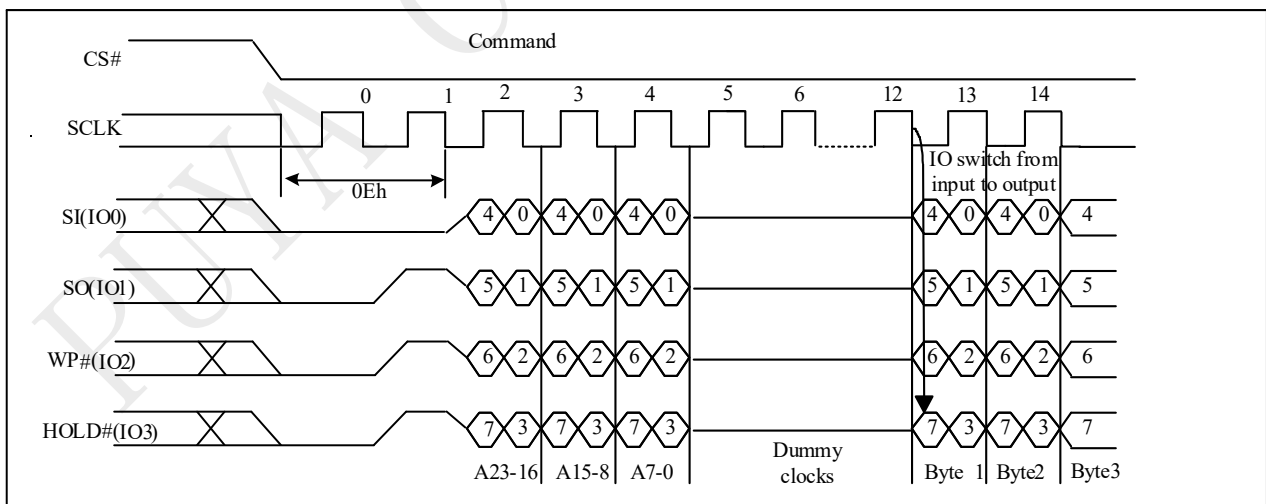 Command
CS#
0 1 2 3 4 5 6 12 13 14
SCLK
IO switch from
input to output
0Eh
SI(IO0) 4 0 4 0 4 0 4 0 4 0 4
SO(IO1) 5 1 5 1 5 1 5 1 5 1 5
WP#(IO2) 6 2 6 2 6 2 6 2 6 2 6
HOLD#(IO3) 7 3 7 3 7 3 7 3 7 3 7
Dummy
clocks
A23-16 A15-8 A7-0 Byte 1 Byte2 Byte3
PUYA